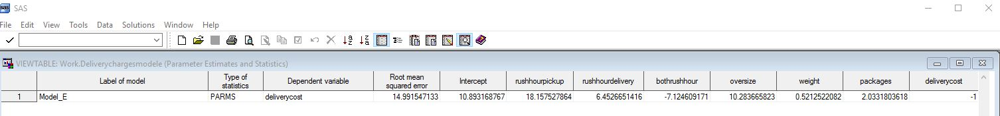 sas SAS
File Edit View Tools Data Solutions Window Help
VIEWTABLE: Work.Deliverychargesmodele (Parameter Estimates and Statistics)
Label of model Type of statistics Dependent variable Root mean squared error Intercept rushhourpickup rushhourdelivery bothrushhour oversize weight packages deliverycost
1 Model_E PARMS deliverycost 14.991547133 10.893168767 18.157527864 6.4526651416 -7.124609171 10.283665823 0.5212522082 2.0331803618 -1